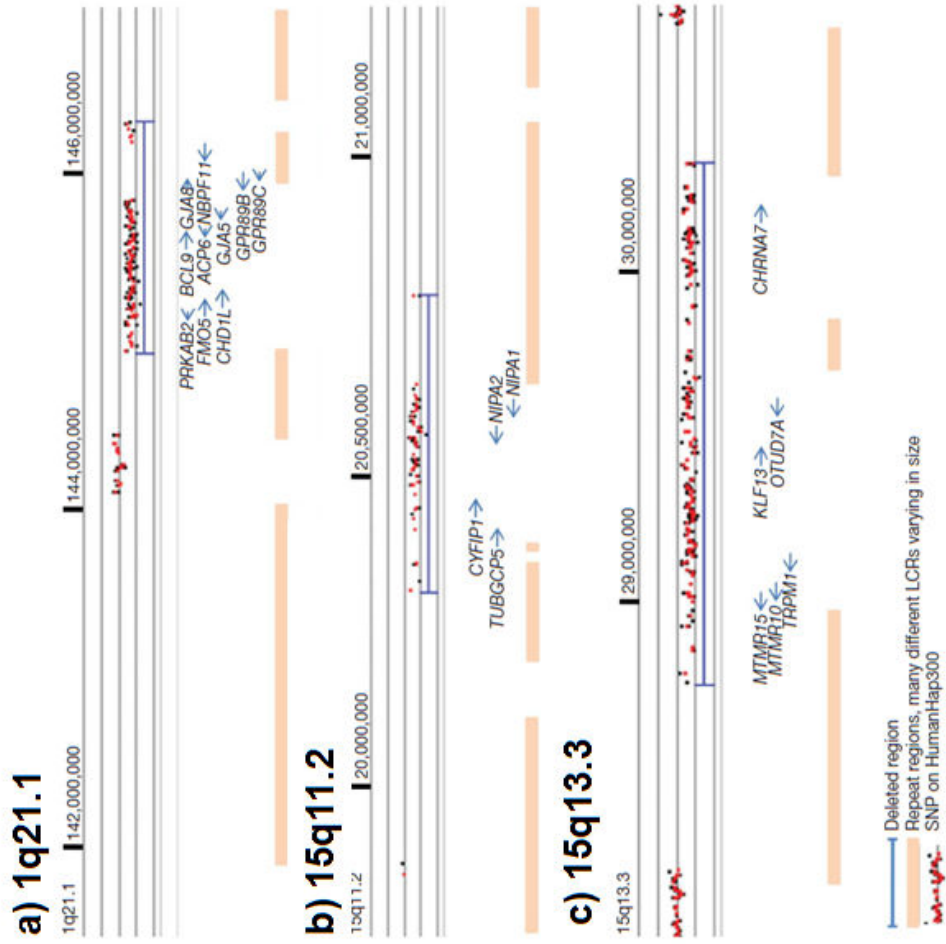 a) 1q21.1
1q21.1 142,000,000 144,000,000 146,000,000
PRKAB2← BCL9→ GJA8→
FMO5→ ACP6← NBPF11←
CHD1L→ GJA5←
GPR89B←
GPR89C←
b) 15q11.2
15q11.2 20,000,000 20,500,000 21,000,000
CYFIP1→ ←NIPA2
TUBGCP5→ ←NIPA1
c) 15q13.3
15q13.3 29,000,000 30,000,000
MTMR15← KLF13→ CHRNA7→
MTMR10← OTUD7A←
TRPM1←
Deleted region
Repeat regions, many different LCRs varying in size
SNP on HumanHap300